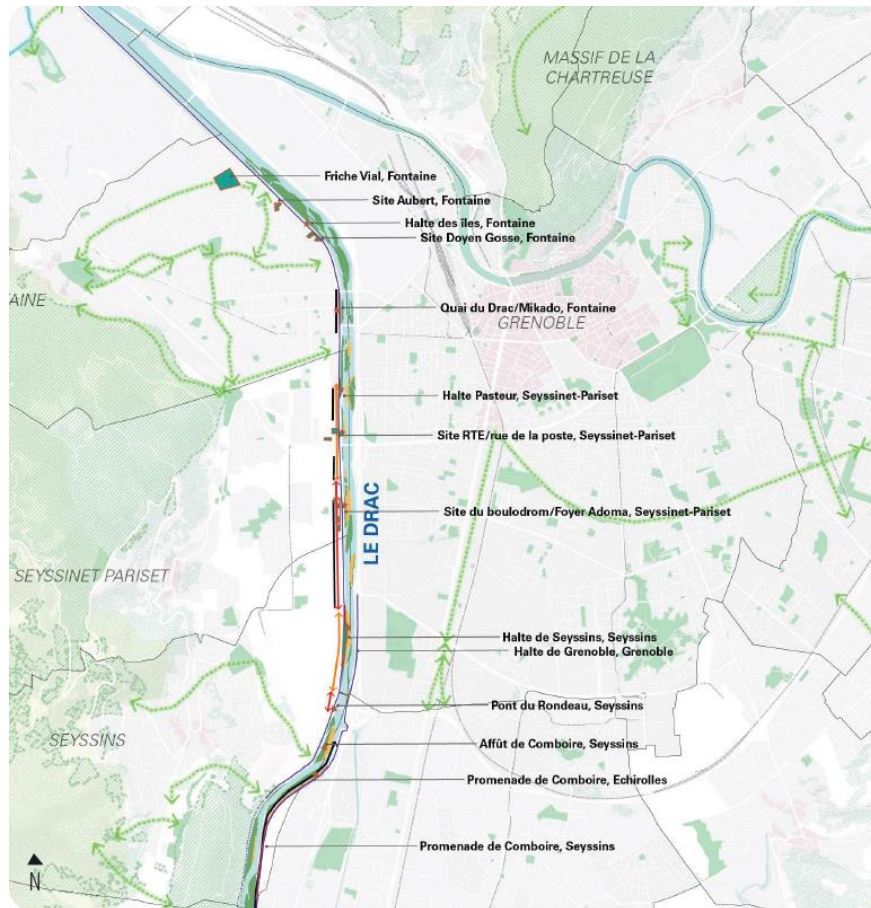 MASSIF DE LA
CHARTREUSE
Friche Vial, Fontaine
Site Aubert, Fontaine
Halte des îles, Fontaine
Site Doyen Gosse, Fontaine
AINE
Quai du Drac/Mikado, Fontaine
GRENOBLE
Halte Pasteur, Seyssinet-Pariset
Site RTE/rue de la poste, Seyssinet-Pariset
LE DRAC
Site du boulodrom/Foyer Adoma, Seyssinet-Pariset
SEYSSINET PARISET
Halte de Seyssins, Seyssins
Halte de Grenoble, Grenoble
Pont du Rondeau, Seyssins
SEYSSINS
Affût de Comboire, Seyssins
Promenade de Comboire, Echirolles
Promenade de Comboire, Seyssins
N